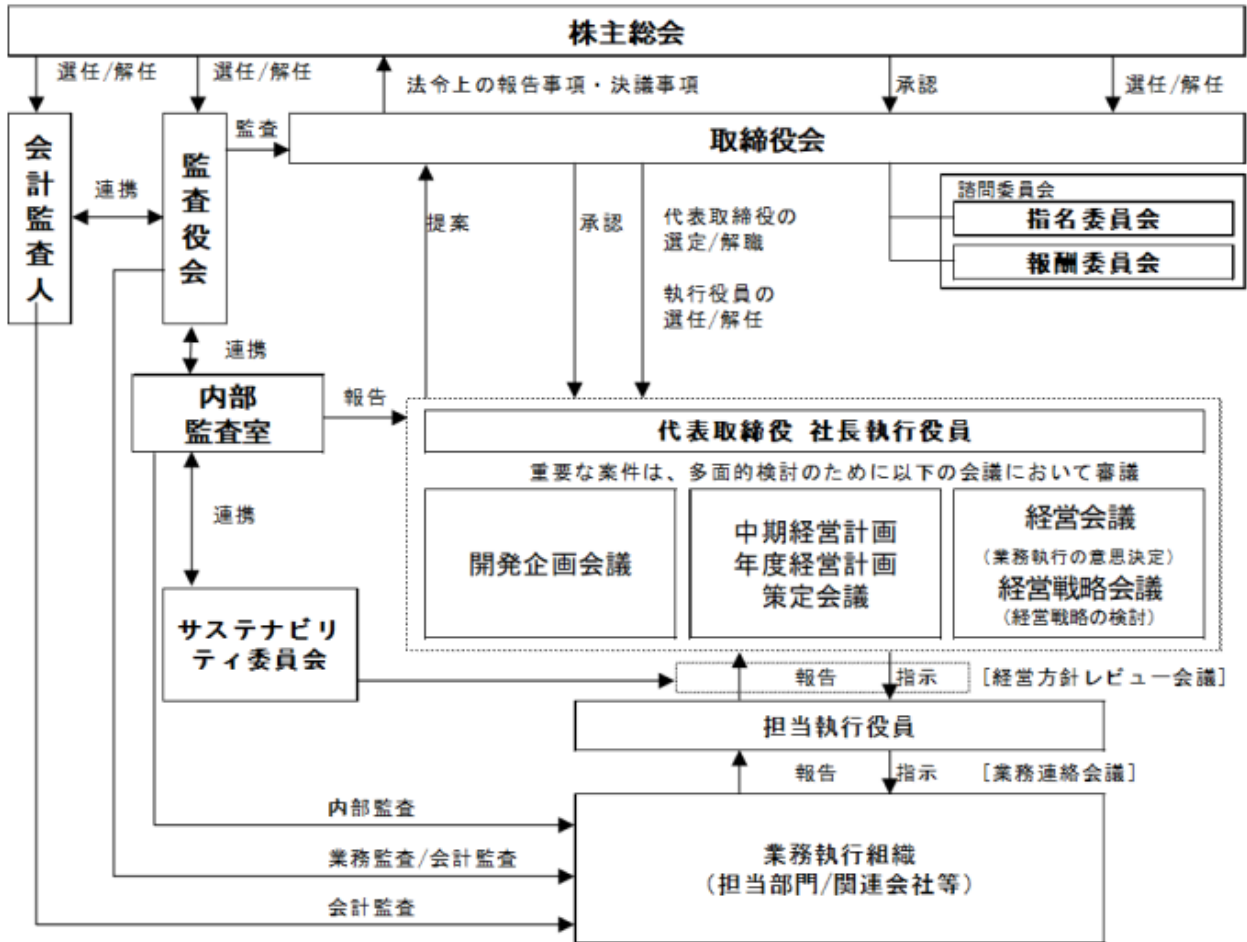 株主総会
選任/解任
選任/解任
法令上の報告事項・決議事項
承認
選任/解任
会計監査人
監査役会
監査
取締役会
連携
提案
承認
代表取締役の
選定/解職
執行役員の
選任/解任
諮問委員会
指名委員会
報酬委員会
連携
内部
監査室
報告
代表取締役 社長執行役員
重要な案件は、多面的検討のために以下の会議において審議
開発企画会議
中期経営計画
年度経営計画
策定会議
経営会議
(業務執行の意思決定)
経営戦略会議
(経営戦略の検討)
連携
サステナビリ
ティ委員会
報告
指示
[経営方針レビュー会議]
担当執行役員
報告
指示
[業務連絡会議]
内部監査
業務監査/会計監査
会計監査
業務執行組織
(担当部門/関連会社等)